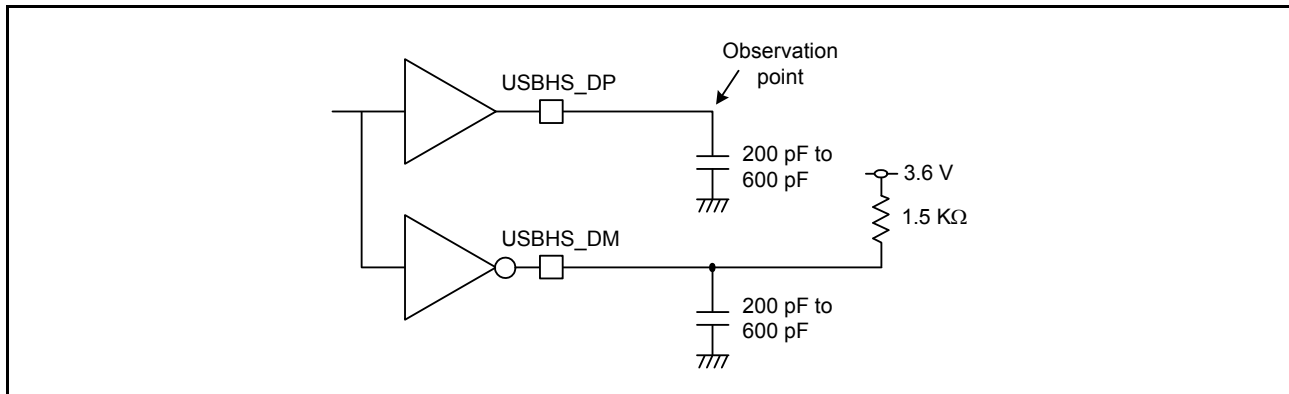 Observation
point
USBHS_DP
200 pF to
600 pF
3.6 V
1.5 KΩ
USBHS_DM
200 pF to
600 pF